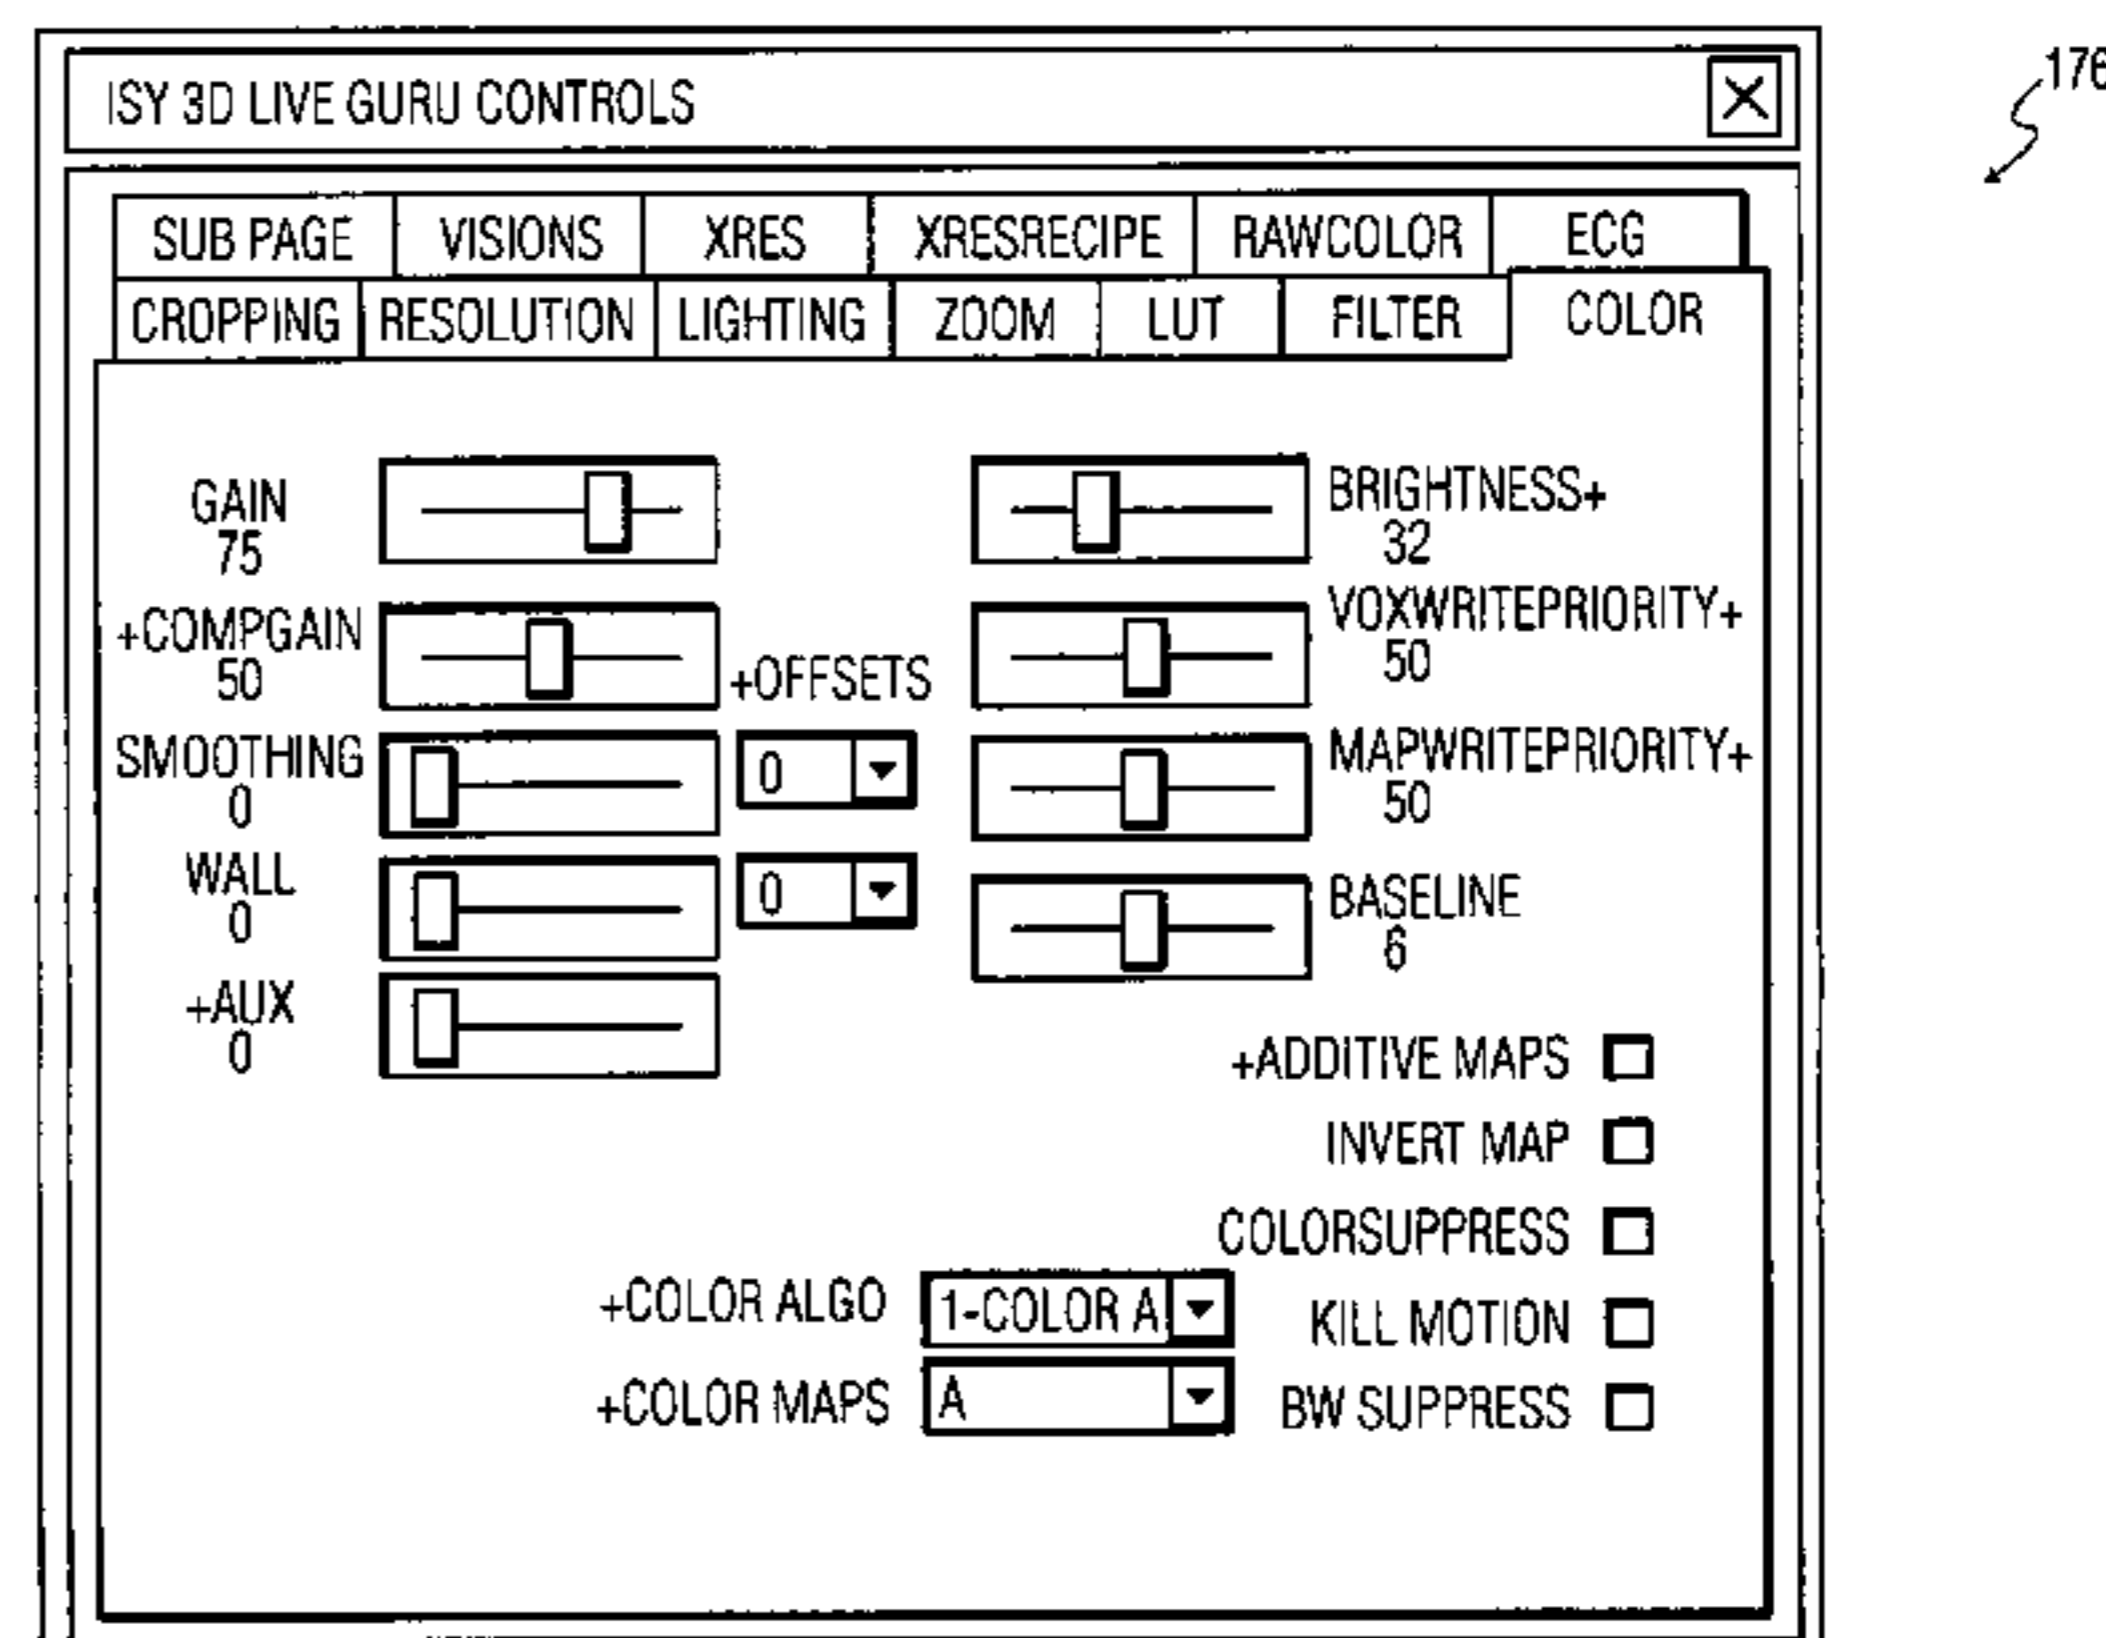 ISY 3D LIVE GURU CONTROLS
176
SUB PAGE VISIONS XRES XRESRECIPE RAWCOLOR ECG
CROPPING RESOLUTION LIGHTING ZOOM LUT FILTER COLOR
GAIN
75
BRIGHTNESS+
32
+COMPGAIN
50
+OFFSETS
VOXWRITEPRIORITY+
50
SMOOTHING
0
0
MAPWRITEPRIORITY+
50
WALL
0
0
BASELINE
6
+AUX
0
+ADDITIVE MAPS
INVERT MAP
COLORSUPPRESS
+COLOR ALGO 1-COLOR A
KILL MOTION
+COLOR MAPS A
BW SUPPRESS